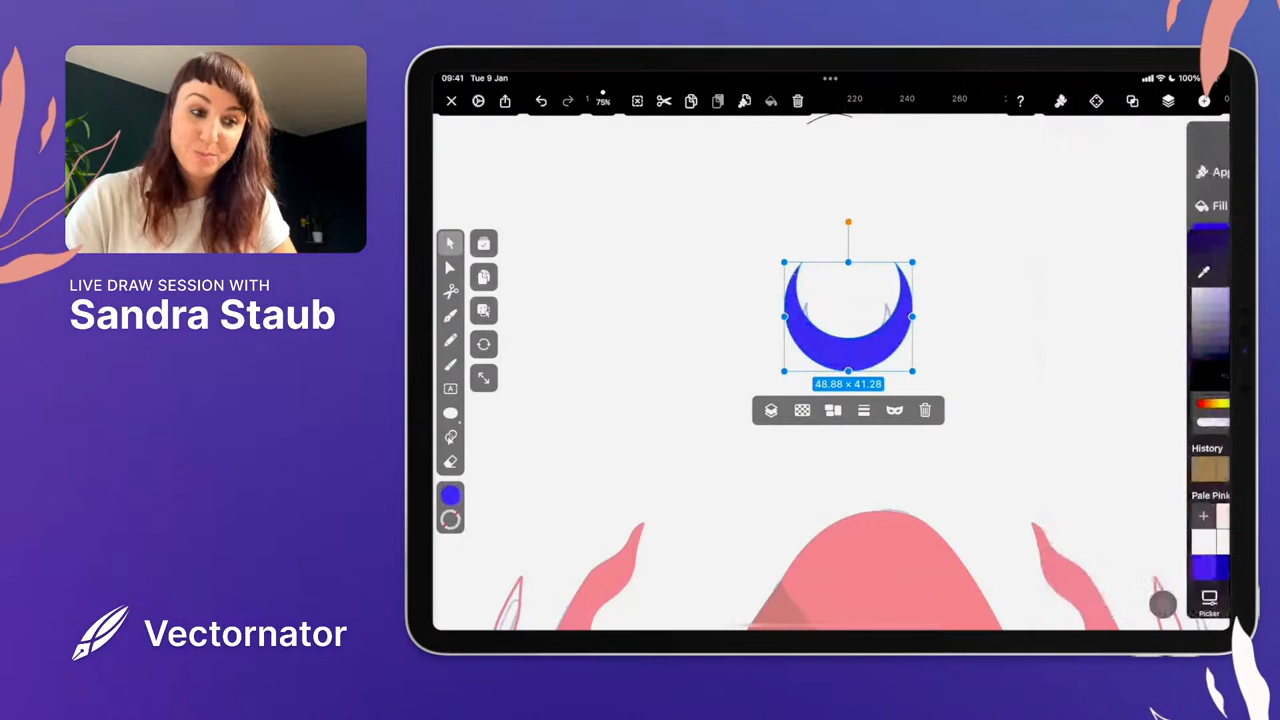 LIVE DRAW SESSION WITH
Sandra Staub
Vectornator
09:41 Tue 9 Jan
100%
75%
220 240 260
?
A
48.88 × 41.28
Fill
History
Pale Pink
Picker